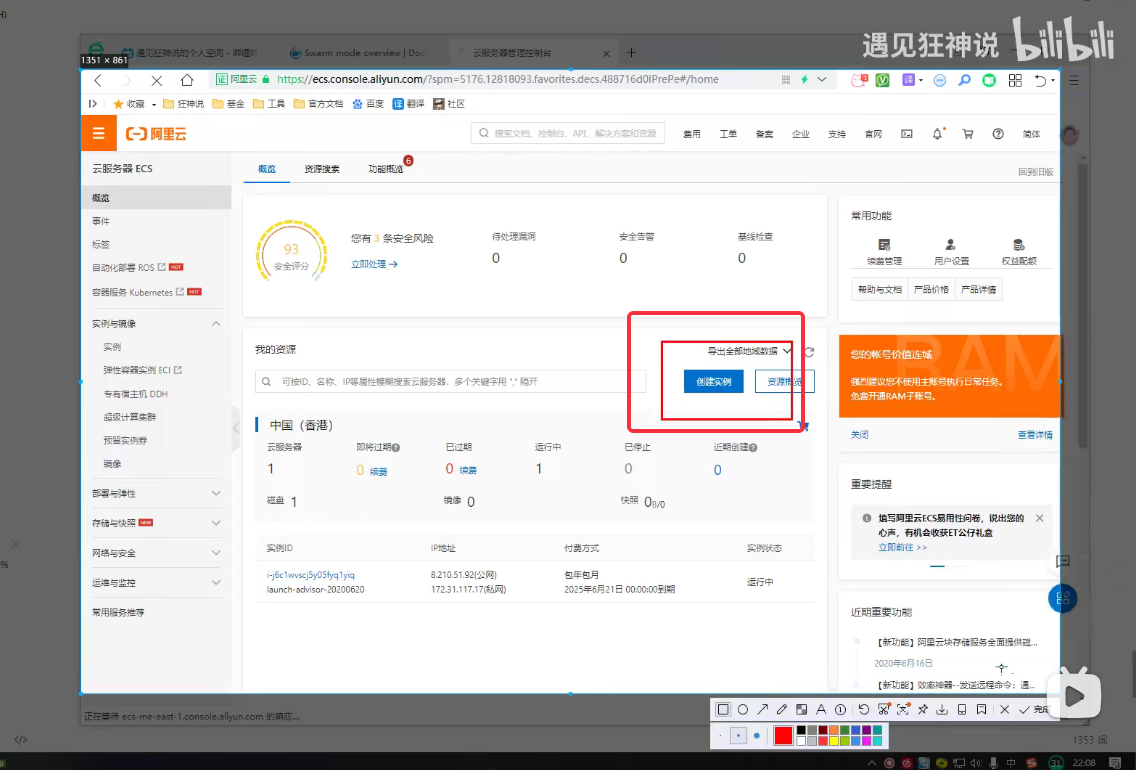 遇见狂神说 bilibili
遇见狂神说的个人空间 - 哔哩哔
Swarm mode overview | Doc
云服务器管理控制台
1351 × 861
证 阿里云
https://ecs.console.aliyun.com/?spm=5176.12818093.favorites.decs.488716d0IPrePe#/home
收藏 狂神说 基金 工具 官方文档 百度 译 翻译 社区
阿里云
搜索文档、控制台、API、解决方案和资源
费用 工单 备案 企业 支持 官网 简体
云服务器 ECS
概览 资源搜索 功能概览 6
回到旧版
概览
事件
标签
自动化部署 ROS HOT
容器服务 Kubernetes HOT
实例与镜像
实例
弹性容器实例 ECI
专有宿主机 DDH
超级计算集群
预留实例券
镜像
部署与弹性
存储与快照 NEW
网络与安全
运维与监控
常用服务推荐
93
安全评分
您有 3 条安全风险
立即处理
待处理漏洞
0
安全告警
0
基线检查
0
我的资源
导出全部地域数据
可按ID、名称、IP等属性模糊搜索云服务器，多个关键字用 "," 隔开
创建实例
资源概览
中国（香港）
云服务器 即将过期 已过期 运行中 已停止 近期创建
1 0 续费 0 续费 1 0 0
磁盘 1 镜像 0 快照 0 8/0
实例ID IP地址 付费方式 实例状态
i-j6c1wvscj5y05fyq1yiq 8.210.51.92(公网) 包年包月 运行中
launch-advisor-20200620 172.31.117.17(私网) 2025年6月21日 00:00:00到期
常用功能
续费管理 用户设置 权益配额
帮助与文档 产品价格 产品详情
RAM
您的帐号价值连城
强烈建议您不使用主账号执行日常任务。
免费开通RAM子账号。
关闭 查看详情
重要提醒
填写阿里云ECS易用性问卷，说出您的
心声，有机会收获ET公仔礼盒
立即前往 >>
近期重要功能
【新功能】阿里云块存储服务全面提供磁...
2020年6月16日
【新功能】效率神器--发送远程命令：通...
正在等待 ecs-me-east-1.console.aliyun.com 的响应...
完成
1353 词
中
31
22:08